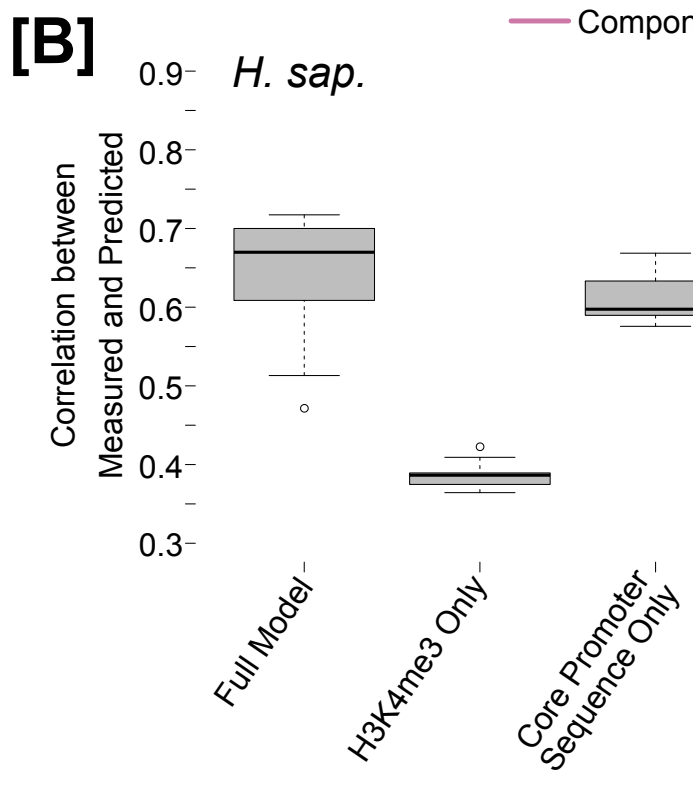 [B]
Compon
H. sap.
Correlation between
Measured and Predicted
0.9
0.8
0.7
0.6
0.5
0.4
0.3
Full Model
H3K4me3 Only
Core Promoter
Sequence Only